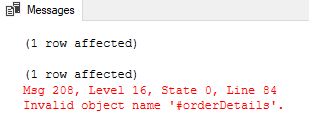 Messages
(1 row affected)
(1 row affected)
Msg 208, Level 16, State 0, Line 84
Invalid object name '#orderDetails'.